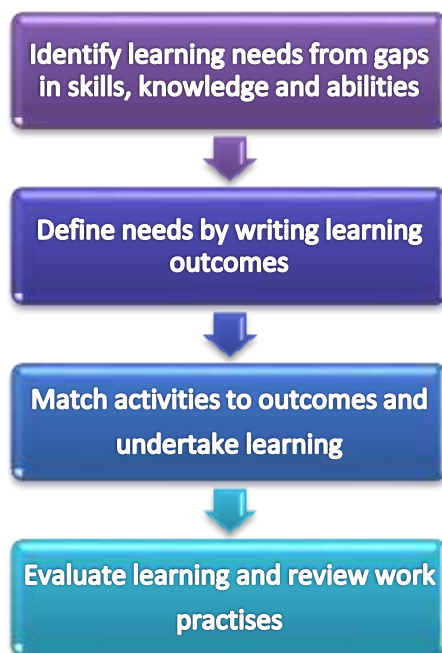 Identify learning needs from gaps
in skills, knowledge and abilities
Define needs by writing learning
outcomes
Match activities to outcomes and
undertake learning
Evaluate learning and review work
practises